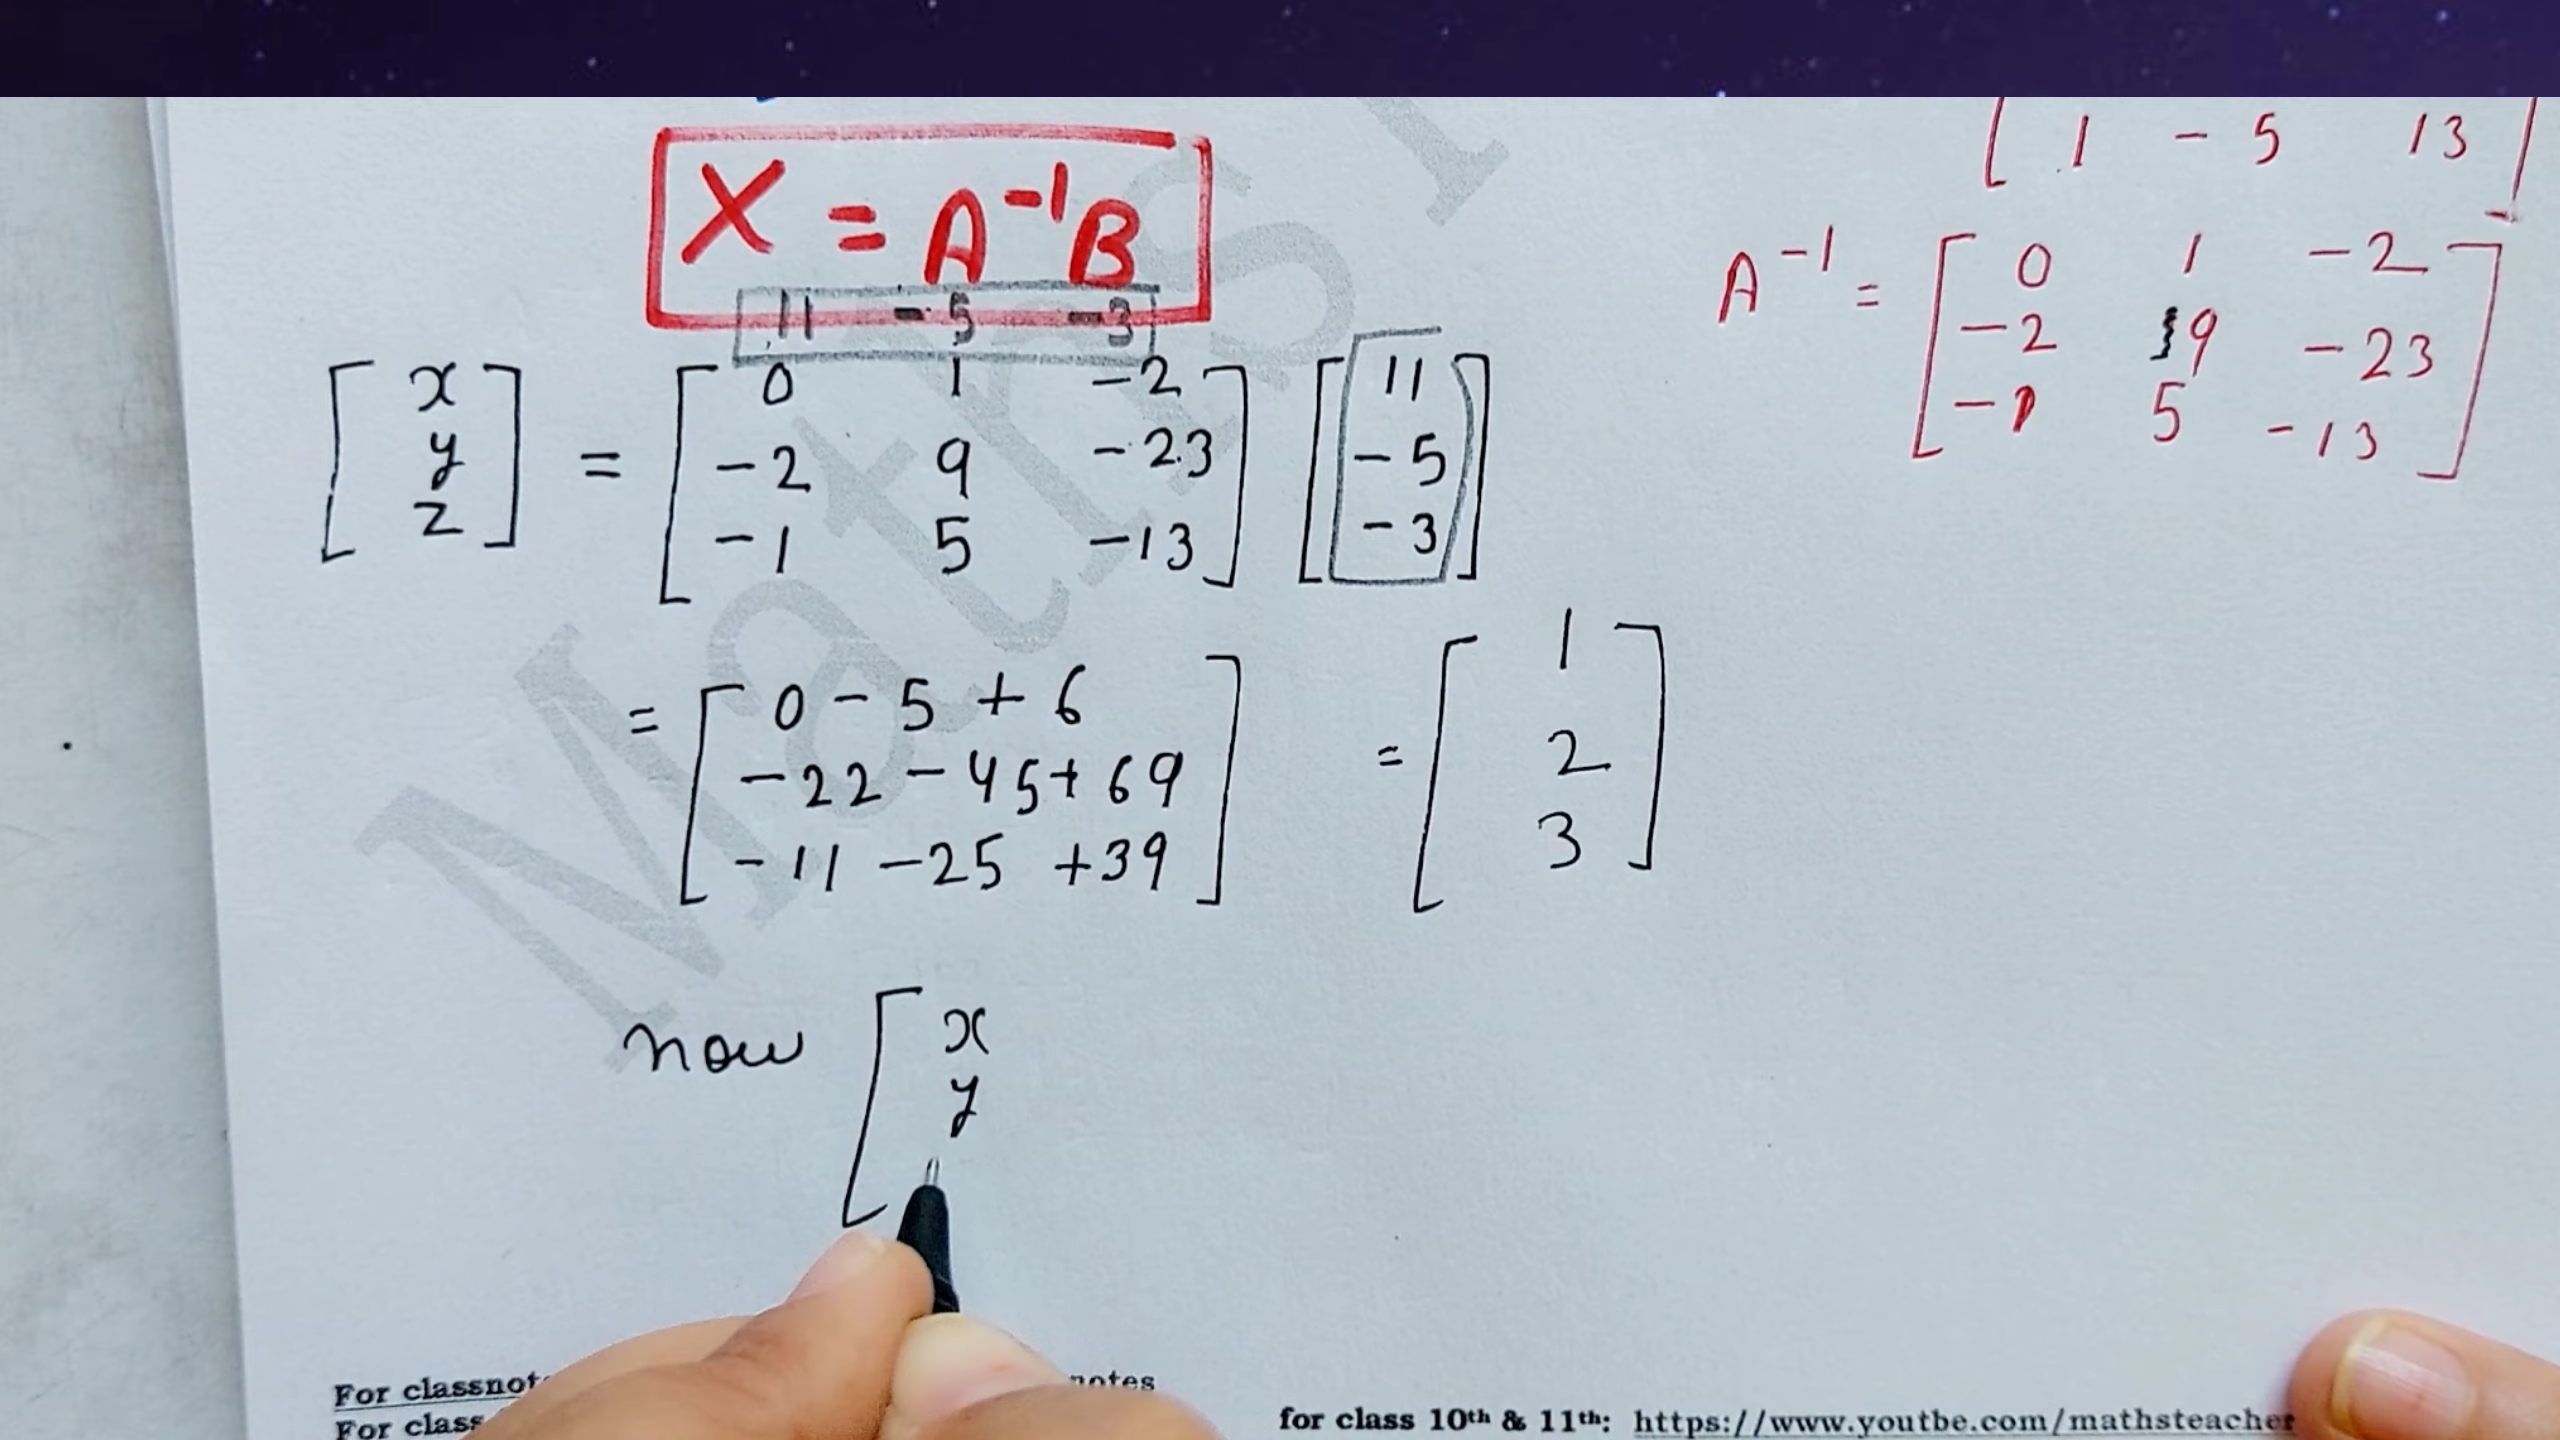 [ 1 - 5 13 ]
X = A⁻¹B
A⁻¹ = [ 0 1 -2
-2 9 -23
-1 5 -13 ]
11 -5 -3
[ x y z ] = [ 0 1 -2
-2 9 -23
-1 5 -13 ] [ 11 -5 -3 ]
= [ 0 - 5 + 6
-22 - 45 + 69
-11 - 25 + 39 ] = [ 1 2 3 ]
now [ x
y
Maths
For classnot notes
For class for class 10th & 11th: https://www.youtbe.com/mathsteacher